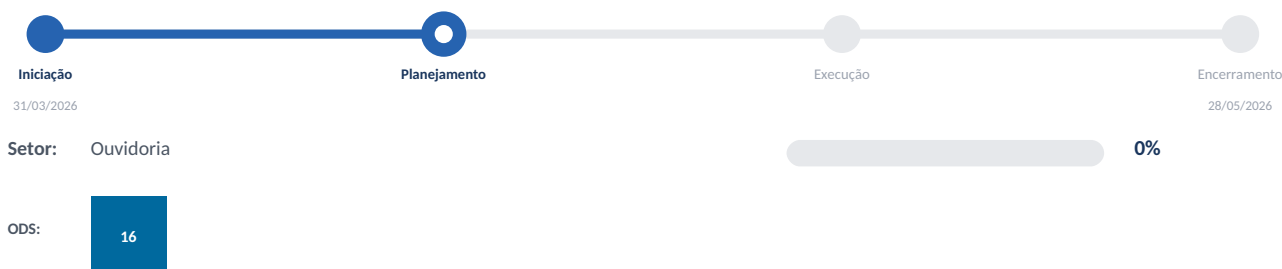 Iniciação Planejamento Execução Encerramento
31/03/2026 28/05/2026
Setor: Ouvidoria 0%
ODS: 16